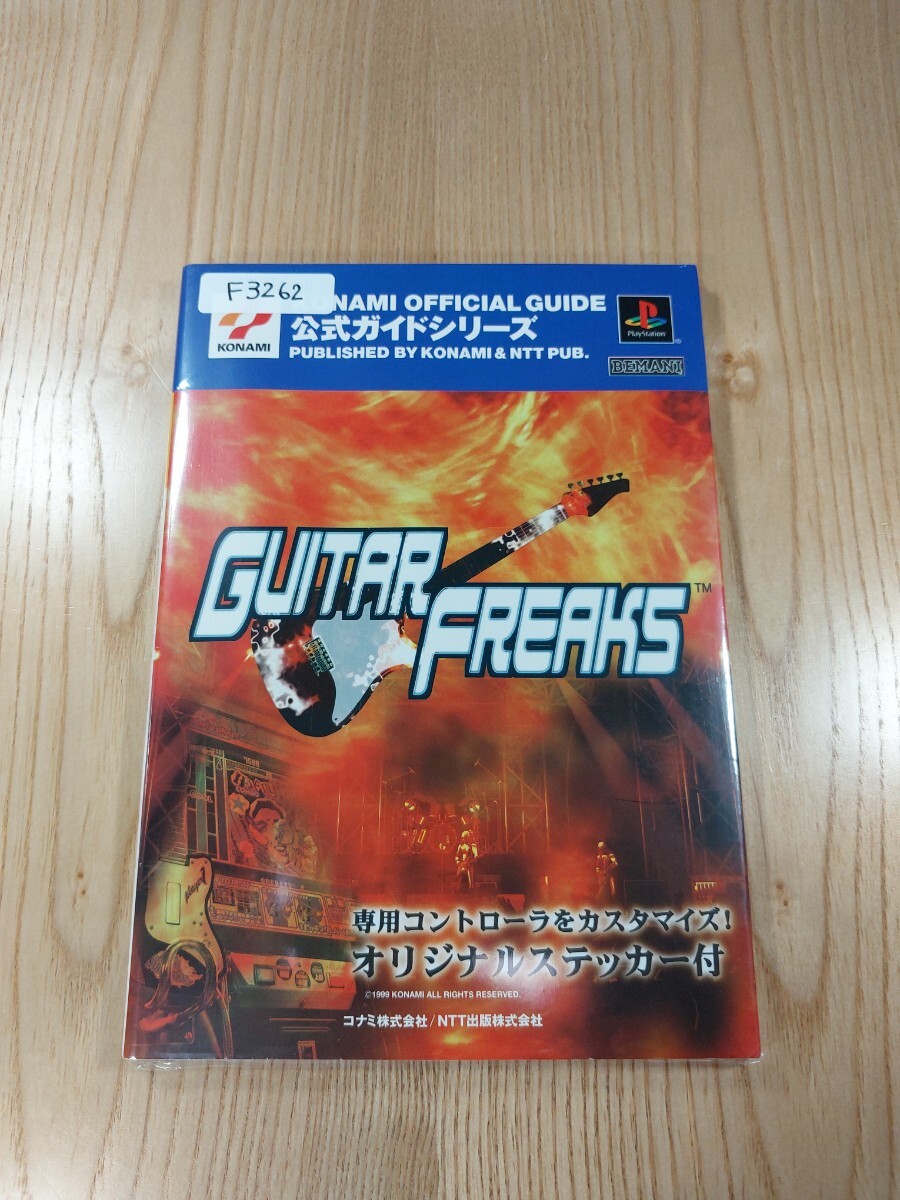 F3262
ONAMI OFFICIAL GUIDE
公式ガイドシリーズ
PUBLISHED BY KONAMI & NTT PUB.
KONAMI
PlayStation
®
BEMANI
GUITAR
FREAKS™
専用コントローラをカスタマイズ!
オリジナルステッカー付
©1999 KONAMI ALL RIGHTS RESERVED.
コナミ株式会社/NTT出版株式会社